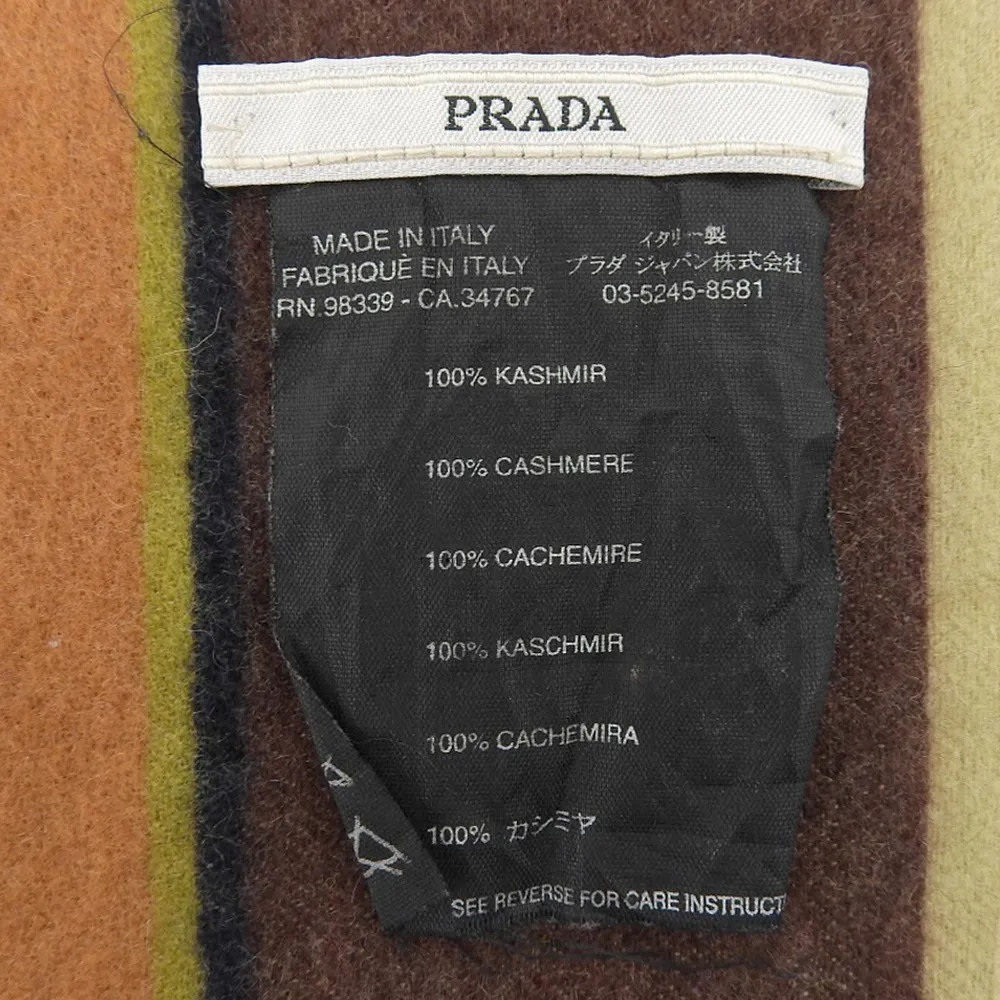 PRADA
MADE IN ITALY
FABRIQUÈ EN ITALY
RN.98339 - CA.34767
イタリー製
プラダ ジャパン株式会社
03-5245-8581
100% KASHMIR
100% CASHMERE
100% CACHEMIRE
100% KASCHMIR
100% CACHEMIRA
100% カシミヤ
SEE REVERSE FOR CARE INSTRUCT